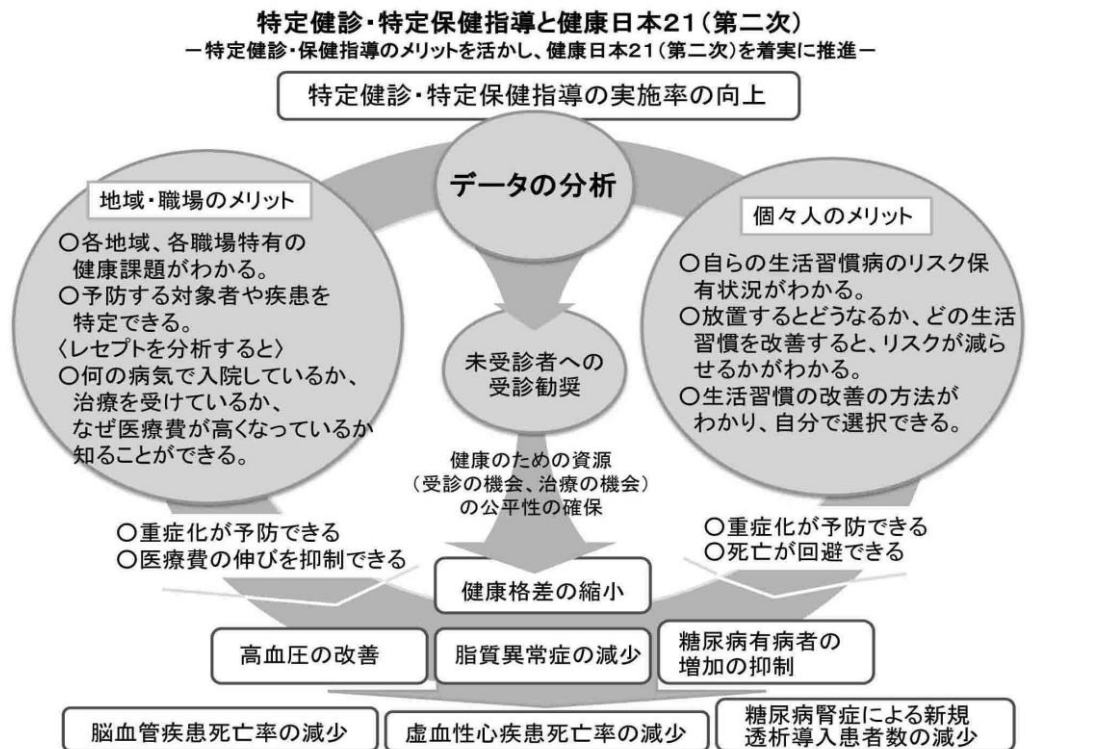 特定健診・特定保健指導と健康日本21(第二次)
－特定健診・保健指導のメリットを活かし、健康日本21(第二次)を着実に推進－
特定健診・特定保健指導の実施率の向上
データの分析
地域・職場のメリット
〇各地域、各職場特有の
健康課題がわかる。
〇予防する対象者や疾患を
特定できる。
〈レセプトを分析すると〉
〇何の病気で入院しているか、
治療を受けているか、
なぜ医療費が高くなっているか
知ることができる。
個々人のメリット
〇自らの生活習慣病のリスク保
有状況がわかる。
〇放置するとどうなるか、どの生活
習慣を改善すると、リスクが減ら
せるかがわかる。
〇生活習慣の改善の方法が
わかり、自分で選択できる。
未受診者への
受診勧奨
健康のための資源
(受診の機会、治療の機会)
の公平性の確保
〇重症化が予防できる
〇医療費の伸びを抑制できる
〇重症化が予防できる
〇死亡が回避できる
健康格差の縮小
高血圧の改善
脂質異常症の減少
糖尿病有病者の
増加の抑制
脳血管疾患死亡率の減少
虚血性心疾患死亡率の減少
糖尿病腎症による新規
透析導入患者数の減少